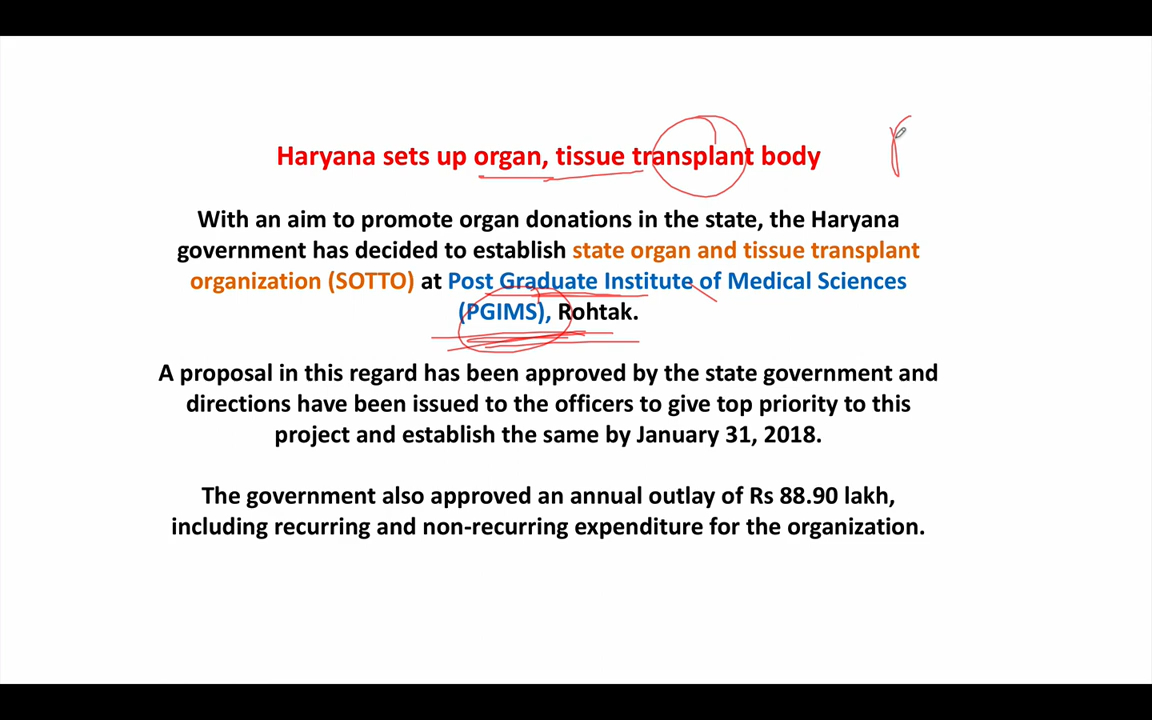 Haryana sets up organ, tissue transplant body
With an aim to promote organ donations in the state, the Haryana
government has decided to establish state organ and tissue transplant
organization (SOTTO) at Post Graduate Institute of Medical Sciences
(PGIMS), Rohtak.
A proposal in this regard has been approved by the state government and
directions have been issued to the officers to give top priority to this
project and establish the same by January 31, 2018.
The government also approved an annual outlay of Rs 88.90 lakh,
including recurring and non-recurring expenditure for the organization.